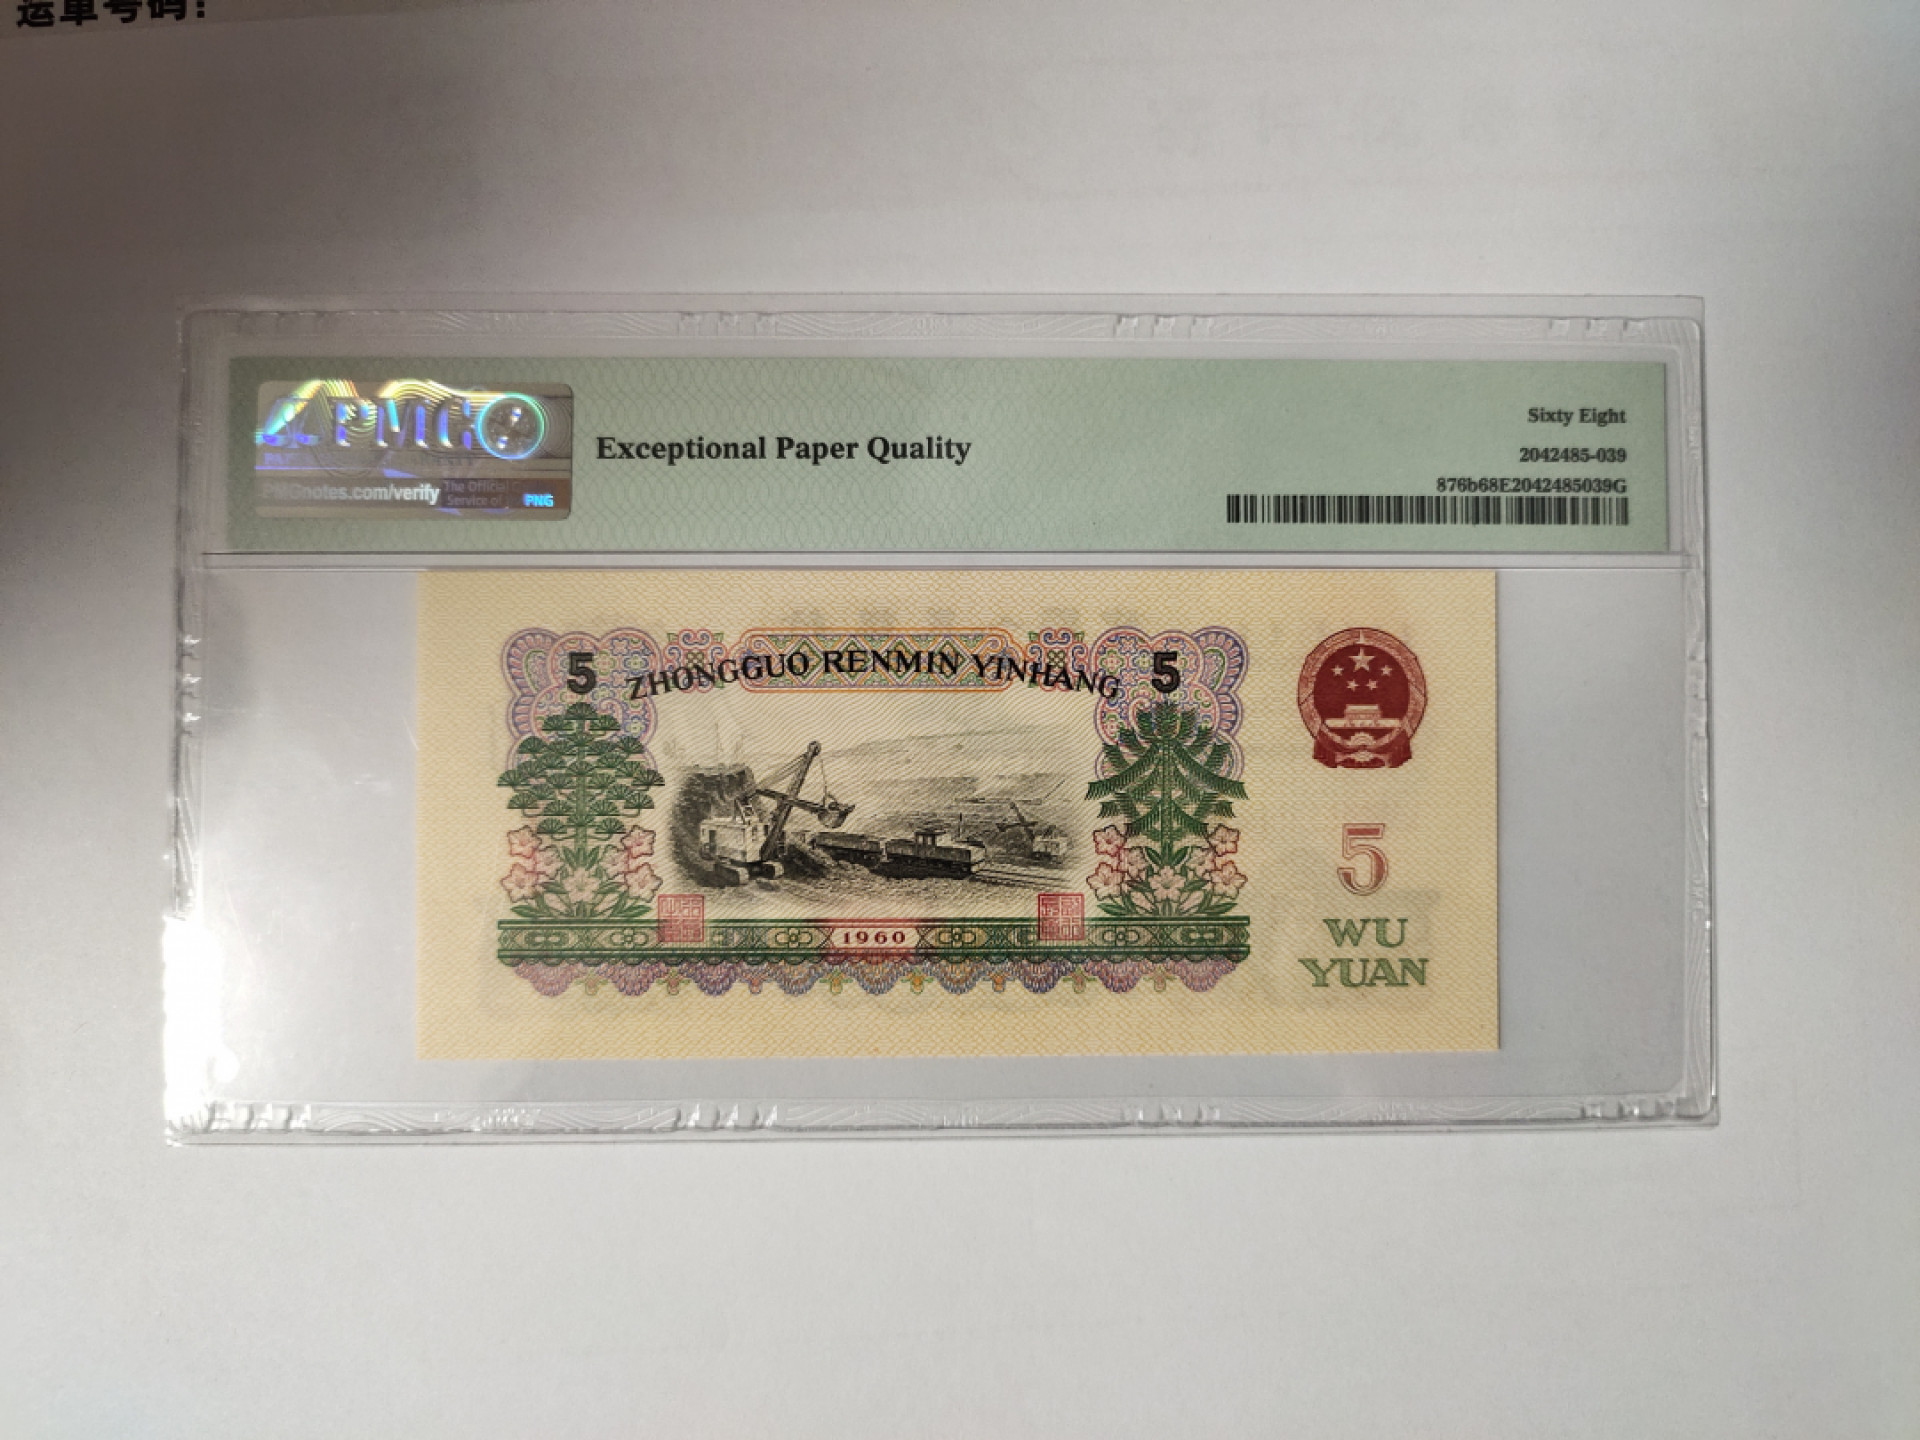 运单号码:
PMG
PMGnotes.com/verify
The Official
Service of
PNG
Exceptional Paper Quality
Sixty Eight
2042485-039
876b68E2042485039G
5 ZHONGGUO RENMIN YINHANG 5
1960
5
WU
YUAN